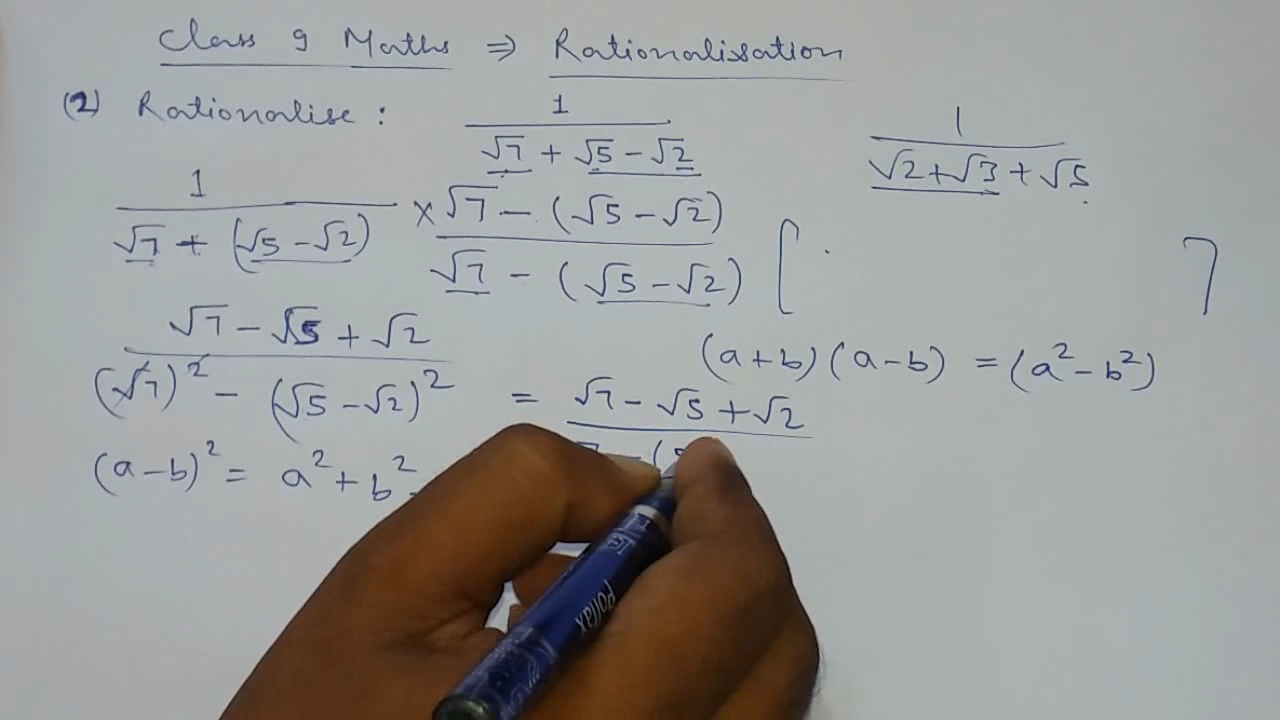 Class 9 Maths ⇒ Rationalisation
(2) Rationalise : 1 / (√7 + √5 − √2)
1 / (√2 + √3 + √5)
1 / (√7 + (√5 − √2)) × (√7 − (√5 − √2)) / (√7 − (√5 − √2)) [ ]
(√7 − √5 + √2) / ((√7)² − (√5 − √2)²)
(a+b)(a−b) = (a² − b²)
= (√7 − √5 + √2) / (7 − (5
(a−b)² = a² + b² −
Pollax